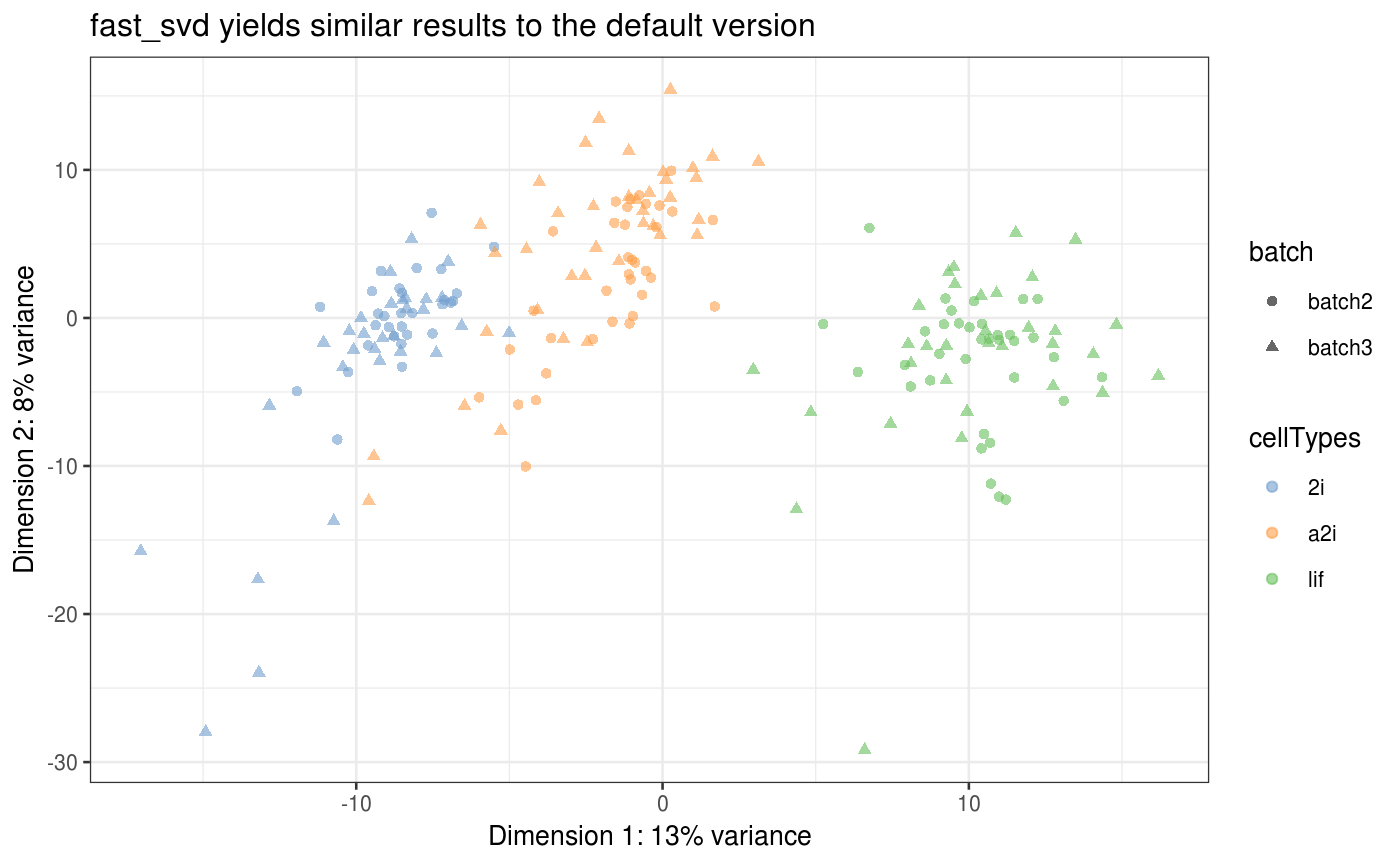 fast_svd yields similar results to the default version
Dimension 2: 8% variance
10
0
-10
-20
-30
-10
0
10
Dimension 1: 13% variance
batch
batch2
batch3
cellTypes
2i
a2i
lif